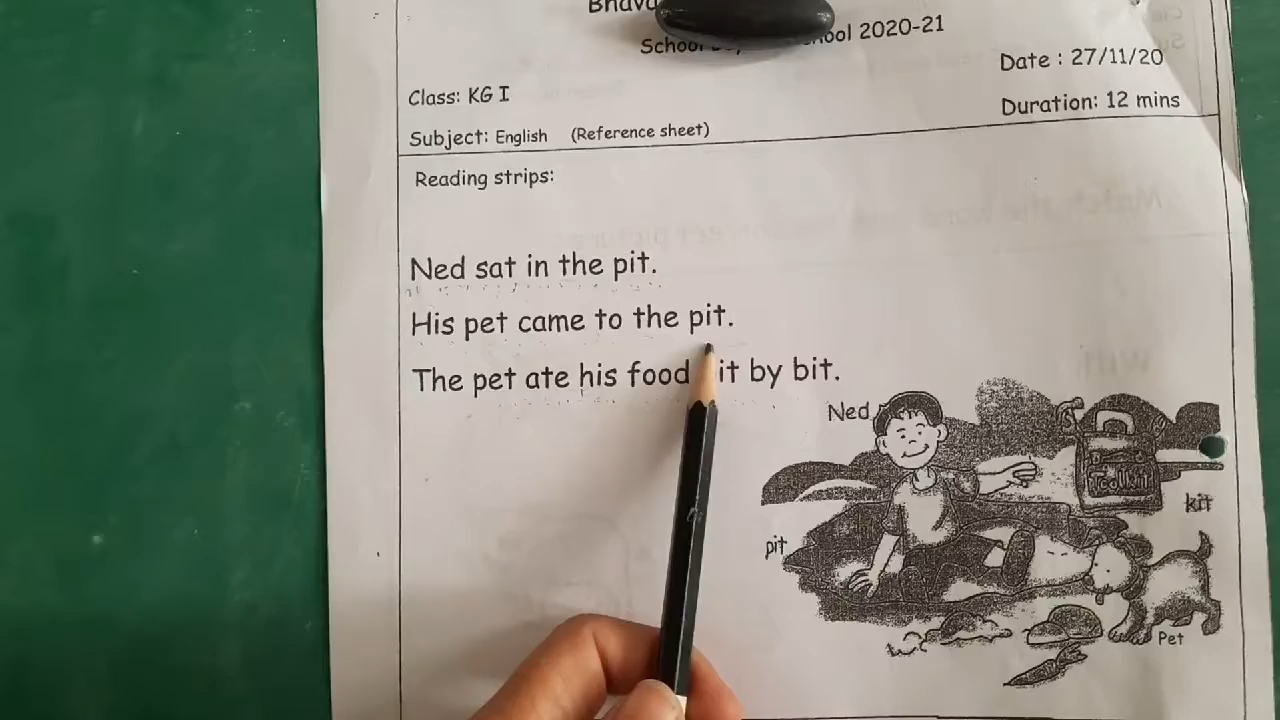 School 2020-21
Date : 27/11/20
Class: KG I
Duration: 12 mins
Subject: English (Reference sheet)
Reading strips:
Ned sat in the pit.
His pet came to the pit.
The pet ate his food it by bit.
Ned
Toolkit
kit
pit
Pet